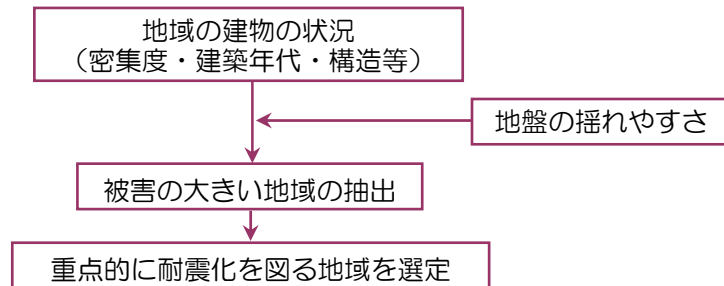 地域の建物の状況
（密集度・建築年代・構造等）
地盤の揺れやすさ
被害の大きい地域の抽出
重点的に耐震化を図る地域を選定